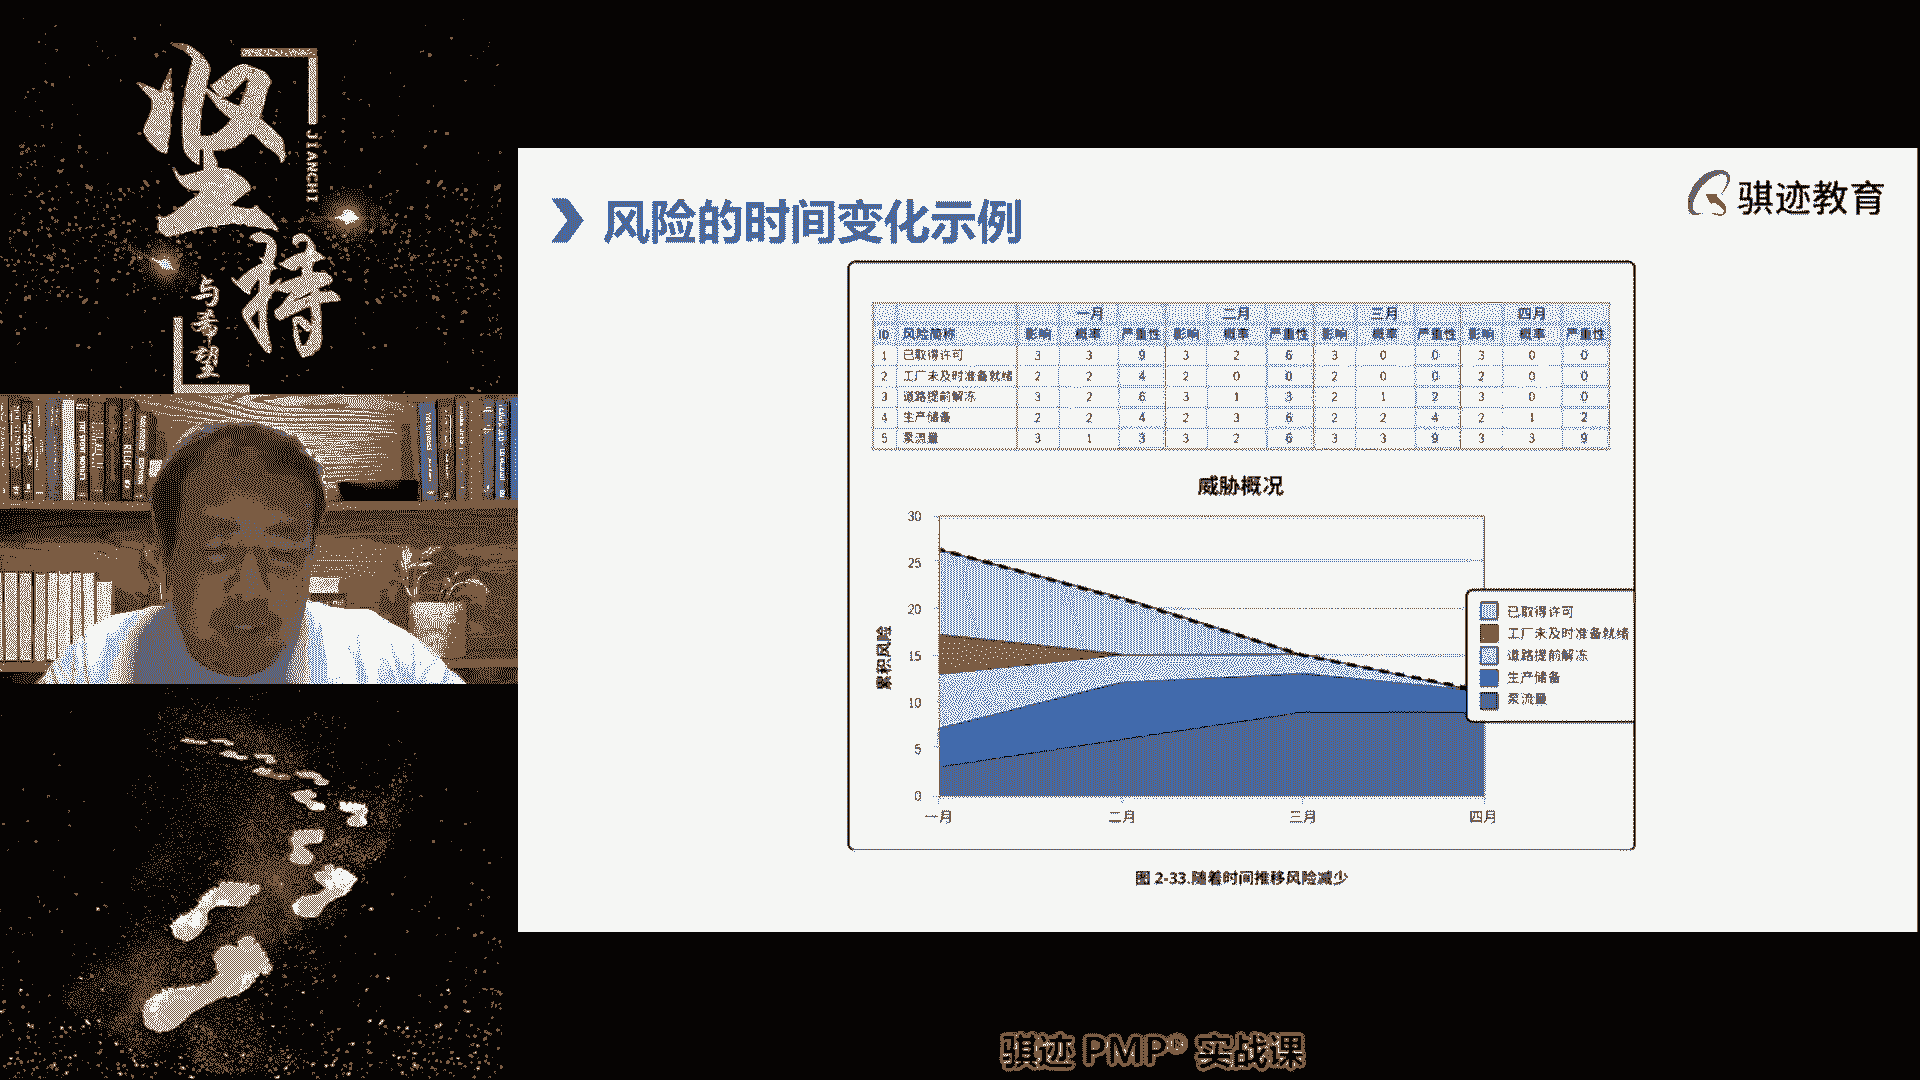 坚持
JIANCHI
与希望
骐迹教育
风险的时间变化示例
一月 二月 三月 四月
ID 风险简称 影响 概率 严重性 影响 概率 严重性 影响 概率 严重性 影响 概率 严重性
1 已取得许可 3 3 9 3 2 6 3 0 0 3 0 0
2 工厂未及时准备就绪 2 2 4 2 0 0 2 0 0 2 0 0
3 道路提前解冻 3 2 6 3 1 3 2 1 2 3 0 0
4 生产储备 2 2 4 2 3 6 2 2 4 2 1 2
5 泵流量 3 1 3 3 2 6 3 3 9 3 3 9
威胁概况
30
25
20
15
10
5
0
累积风险
一月 二月 三月 四月
已取得许可
工厂未及时准备就绪
道路提前解冻
生产储备
泵流量
图 2-33.随着时间推移风险减少
骐迹 PMP® 实战课